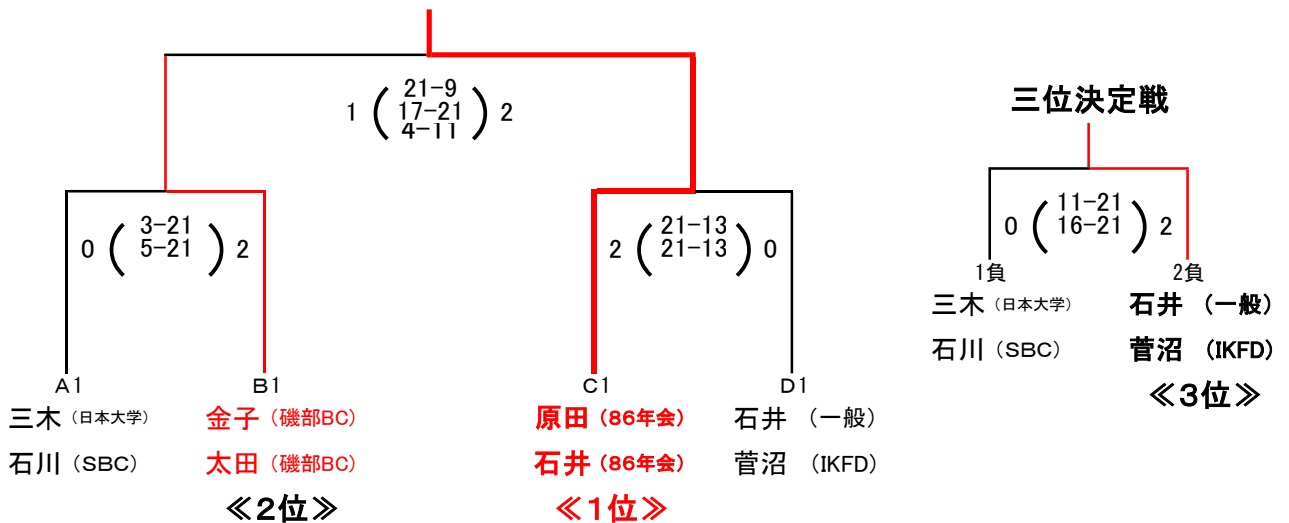 21-9
1 ( 17-21 ) 2
4-11
三位決定戦
3-21
0 ( 5-21 ) 2
21-13
2 ( 21-13 ) 0
11-21
0 ( 16-21 ) 2
1負 2負
三木（日本大学） 石井 （一般）
石川（SBC） 菅沼 （IKFD）
≪3位≫
A1 B1 C1 D1
三木（日本大学） 金子（磯部BC） 原田（86年会） 石井 （一般）
石川（SBC） 太田（磯部BC） 石井（86年会） 菅沼 （IKFD）
≪2位≫ ≪1位≫